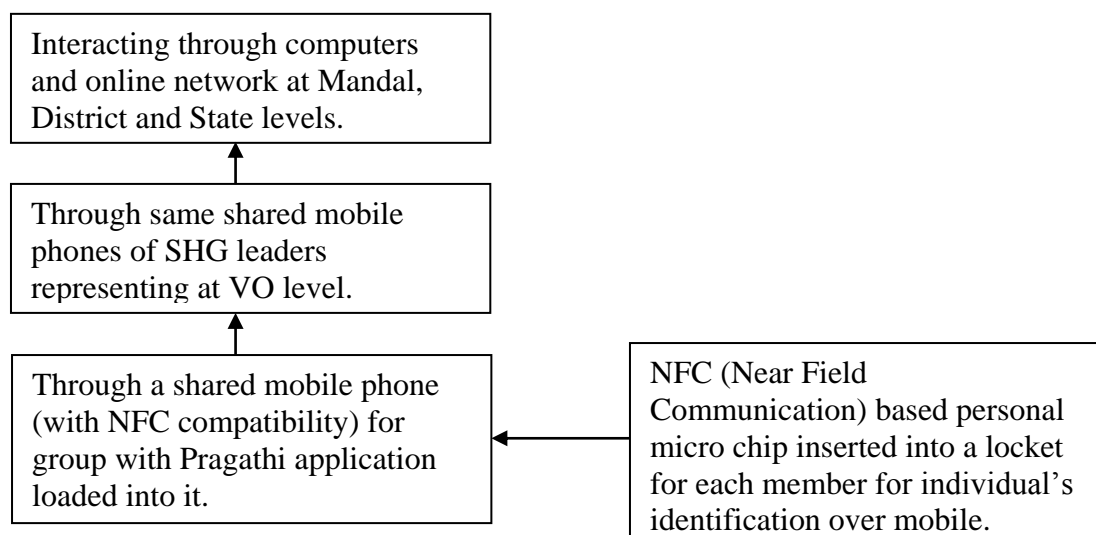 Interacting through computers
and online network at Mandal,
District and State levels.
Through same shared mobile
phones of SHG leaders
representing at VO level.
Through a shared mobile phone
(with NFC compatibility) for
group with Pragathi application
loaded into it.
NFC (Near Field
Communication) based personal
micro chip inserted into a locket
for each member for individual’s
identification over mobile.